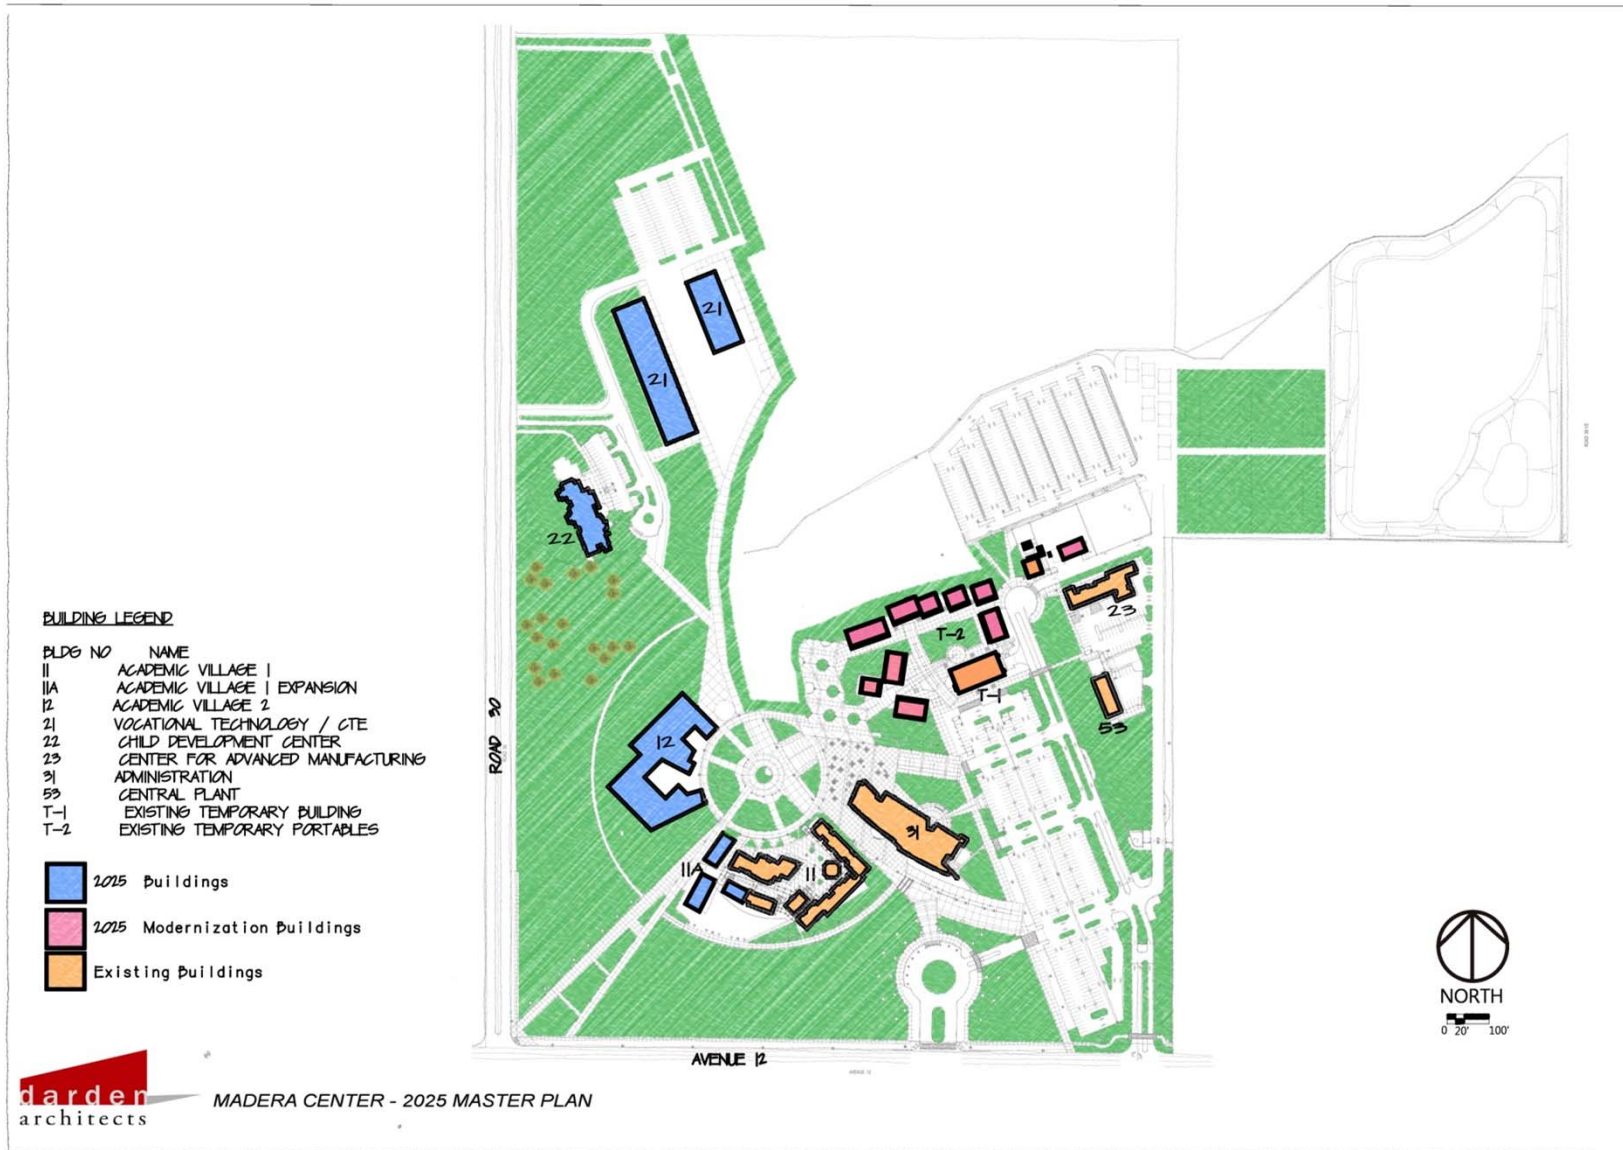 21
21
22
BUILDING LEGEND
BLDG NO NAME
11 ACADEMIC VILLAGE 1
11A ACADEMIC VILLAGE 1 EXPANSION
12 ACADEMIC VILLAGE 2
21 VOCATIONAL TECHNOLOGY / CTE
22 CHILD DEVELOPMENT CENTER
23 CENTER FOR ADVANCED MANUFACTURING
31 ADMINISTRATION
53 CENTRAL PLANT
T-1 EXISTING TEMPORARY BUILDING
T-2 EXISTING TEMPORARY PORTABLES
2025 Buildings
2025 Modernization Buildings
Existing Buildings
ROAD 30
23
T-2
T-1
53
12
31
11A
11
NORTH
0 20' 100'
AVENUE 12
AVENUE 12
darden
architects
MADERA CENTER - 2025 MASTER PLAN